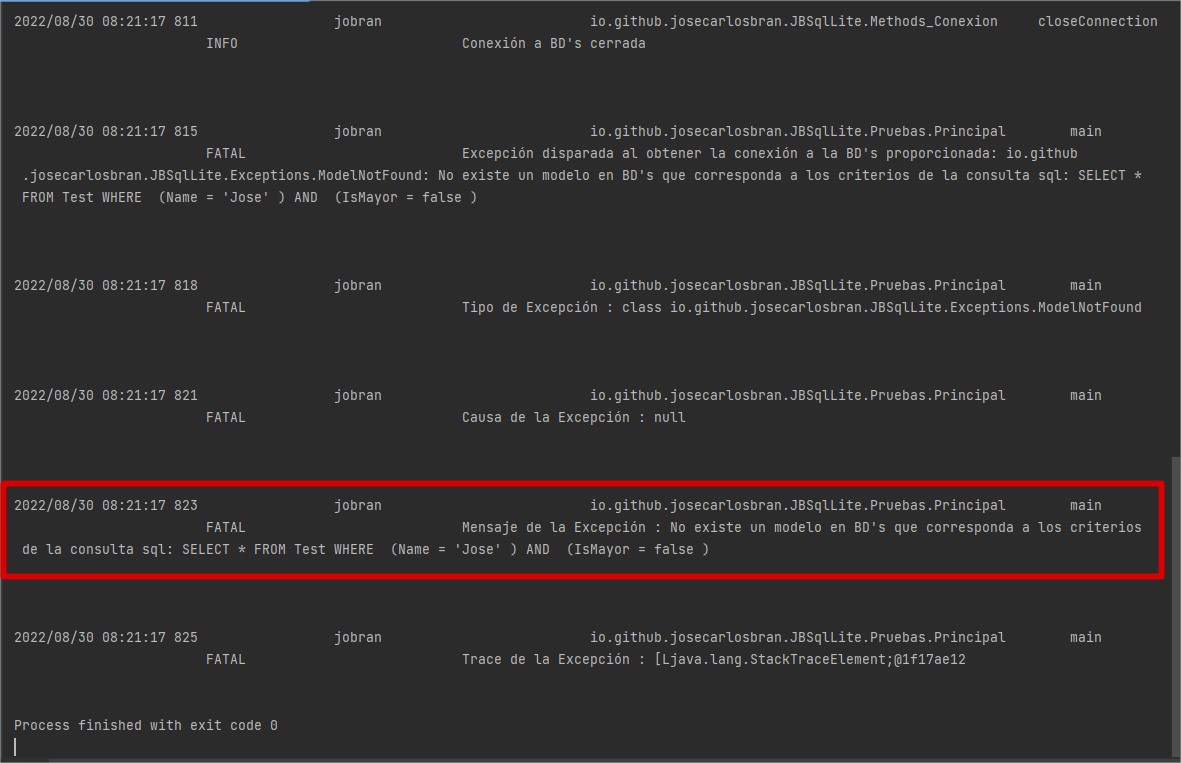 2022/08/30 08:21:17 811 jobran io.github.josecarlosbran.JBSqlLite.Methods_Conexion closeConnection
INFO Conexión a BD's cerrada
2022/08/30 08:21:17 815 jobran io.github.josecarlosbran.JBSqlLite.Pruebas.Principal main
FATAL Excepción disparada al obtener la conexión a la BD's proporcionada: io.github
.josecarlosbran.JBSqlLite.Exceptions.ModelNotFound: No existe un modelo en BD's que corresponda a los criterios de la consulta sql: SELECT *
FROM Test WHERE (Name = 'Jose' ) AND (IsMayor = false )
2022/08/30 08:21:17 818 jobran io.github.josecarlosbran.JBSqlLite.Pruebas.Principal main
FATAL Tipo de Excepción : class io.github.josecarlosbran.JBSqlLite.Exceptions.ModelNotFound
2022/08/30 08:21:17 821 jobran io.github.josecarlosbran.JBSqlLite.Pruebas.Principal main
FATAL Causa de la Excepción : null
2022/08/30 08:21:17 823 jobran io.github.josecarlosbran.JBSqlLite.Pruebas.Principal main
FATAL Mensaje de la Excepción : No existe un modelo en BD's que corresponda a los criterios
de la consulta sql: SELECT * FROM Test WHERE (Name = 'Jose' ) AND (IsMayor = false )
2022/08/30 08:21:17 825 jobran io.github.josecarlosbran.JBSqlLite.Pruebas.Principal main
FATAL Trace de la Excepción : [Ljava.lang.StackTraceElement;@1f17ae12
Process finished with exit code 0